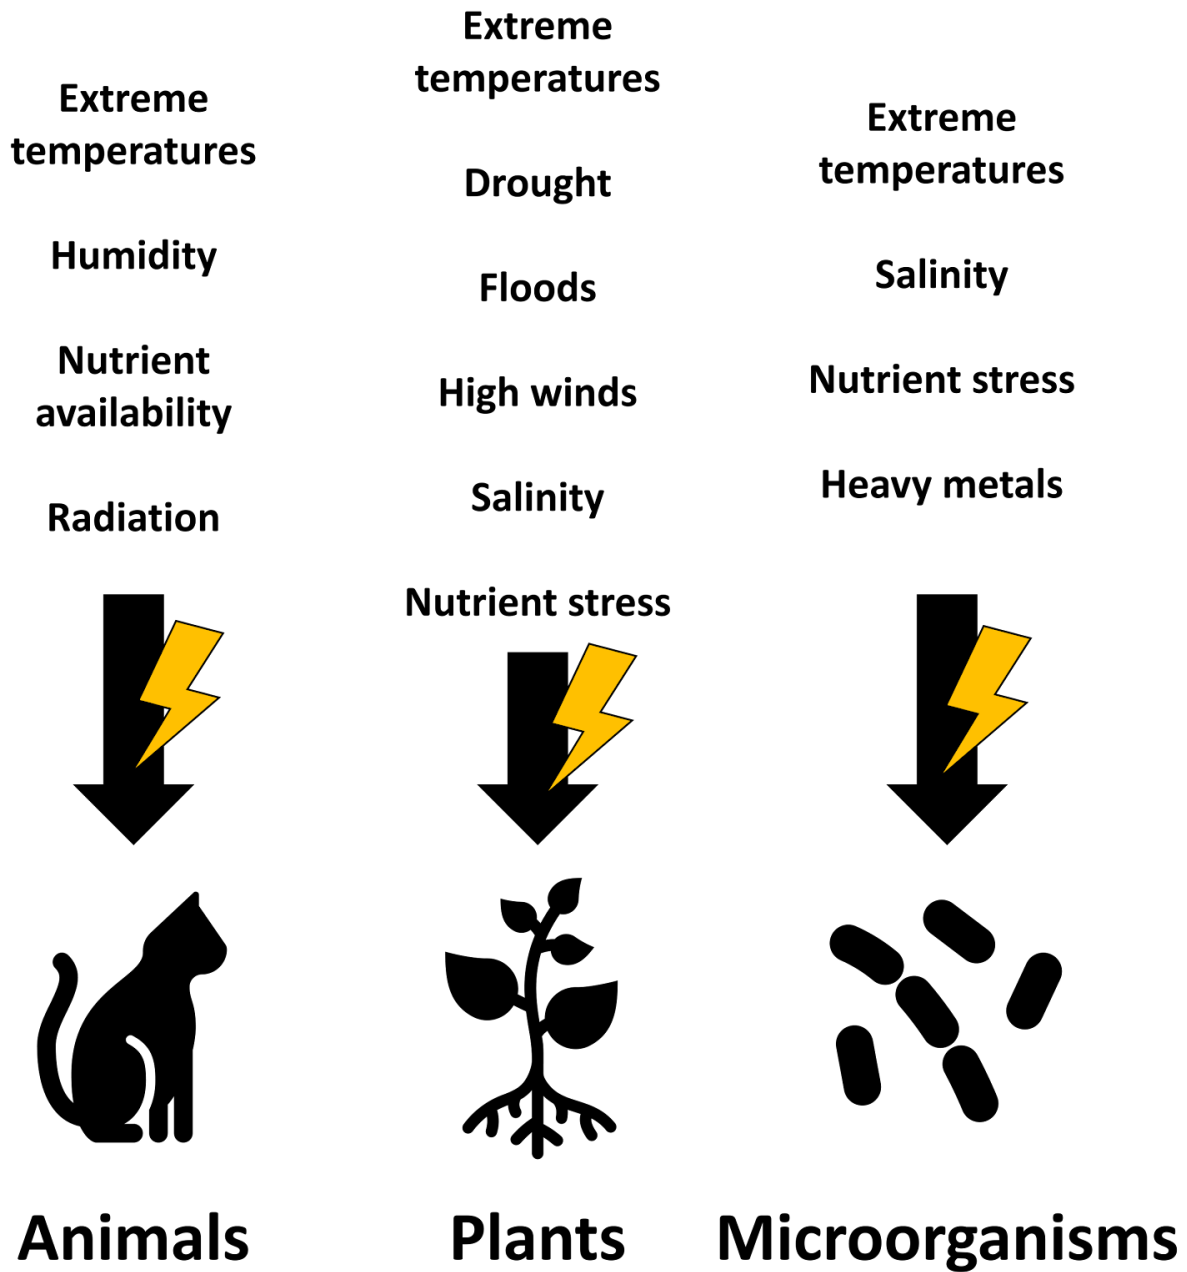 Extreme
temperatures
Humidity
Nutrient
availability
Radiation
Animals
Extreme
temperatures
Drought
Floods
High winds
Salinity
Nutrient stress
Plants
Extreme
temperatures
Salinity
Nutrient stress
Heavy metals
Microorganisms